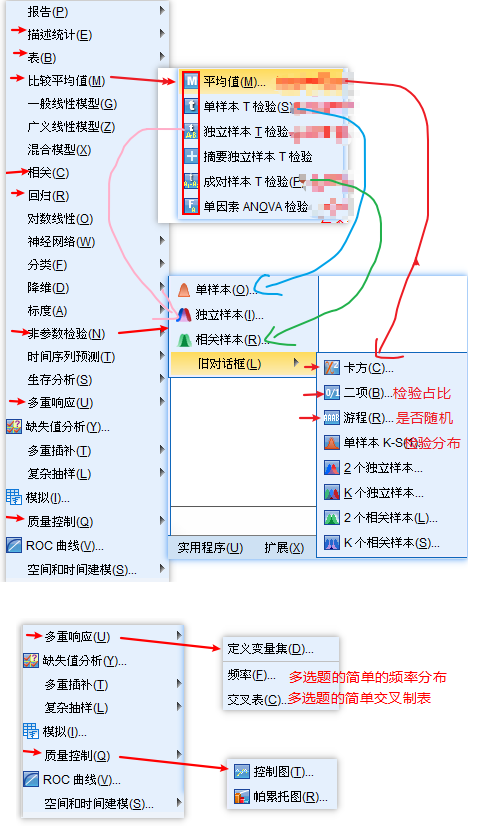 报告(P)
描述统计(E)
表(B)
比较平均值(M)
一般线性模型(G)
广义线性模型(Z)
混合模型(X)
相关(C)
回归(R)
对数线性(O)
神经网络(W)
分类(F)
降维(D)
标度(A)
非参数检验(N)
时间序列预测(T)
生存分析(S)
多重响应(U)
缺失值分析(Y)...
多重插补(T)
复杂抽样(L)
模拟(I)...
质量控制(Q)
ROC 曲线(V)...
空间和时间建模(S)...
平均值(M)...
单样本 T 检验(S)
独立样本 T 检验
摘要独立样本 T 检验
成对样本 T 检验(P
单因素 ANOVA 检验
单样本(O)...
独立样本(I)...
相关样本(R)...
旧对话框(L)
实用程序(U) 扩展(X)
卡方(C)...
二项(B)...检验占比
游程(R)...是否随机
单样本 K-S(1)检验分布
2 个独立样本...
K 个独立样本...
2 个相关样本(L)...
K 个相关样本(S)...
多重响应(U)
缺失值分析(Y)...
多重插补(T)
复杂抽样(L)
模拟(I)...
质量控制(Q)
ROC 曲线(V)...
空间和时间建模(S)...
定义变量集(D)...
频率(F)... 多选题的简单的频率分布
交叉表(C)...多选题的简单交叉制表
控制图(T)...
帕累托图(R)...